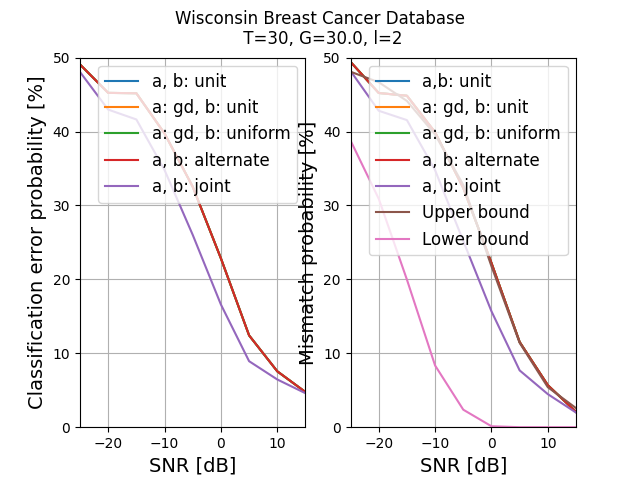 Wisconsin Breast Cancer Database
T=30, G=30.0, l=2
Classification error probability [%]
50
40
30
20
10
0
a, b: unit
a: gd, b: unit
a: gd, b: uniform
a, b: alternate
a, b: joint
−20
−10
0
10
SNR [dB]
Mismatch probability [%]
50
40
30
20
10
0
a,b: unit
a: gd, b: unit
a: gd, b: uniform
a, b: alternate
a, b: joint
Upper bound
Lower bound
−20
−10
0
10
SNR [dB]